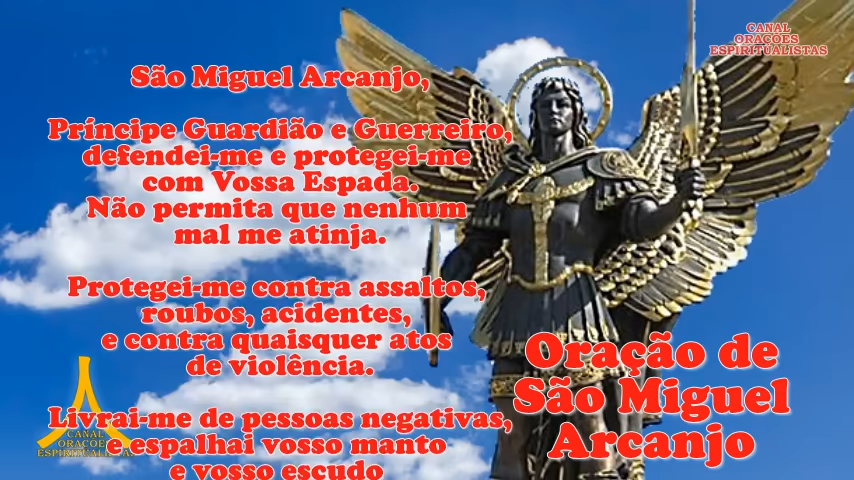 CANAL
ORAÇÕES
ESPIRITUALISTAS
São Miguel Arcanjo,
Príncipe Guardião e Guerreiro,
defendei-me e protegei-me
com Vossa Espada.
Não permita que nenhum
mal me atinja.
Protegei-me contra assaltos,
roubos, acidentes,
e contra quaisquer atos
de violência.
Livrai-me de pessoas negativas,
e espalhai vosso manto
e vosso escudo
Oração de
São Miguel
Arcanjo
CANAL
ORAÇÕES
ESPIRITUALISTAS